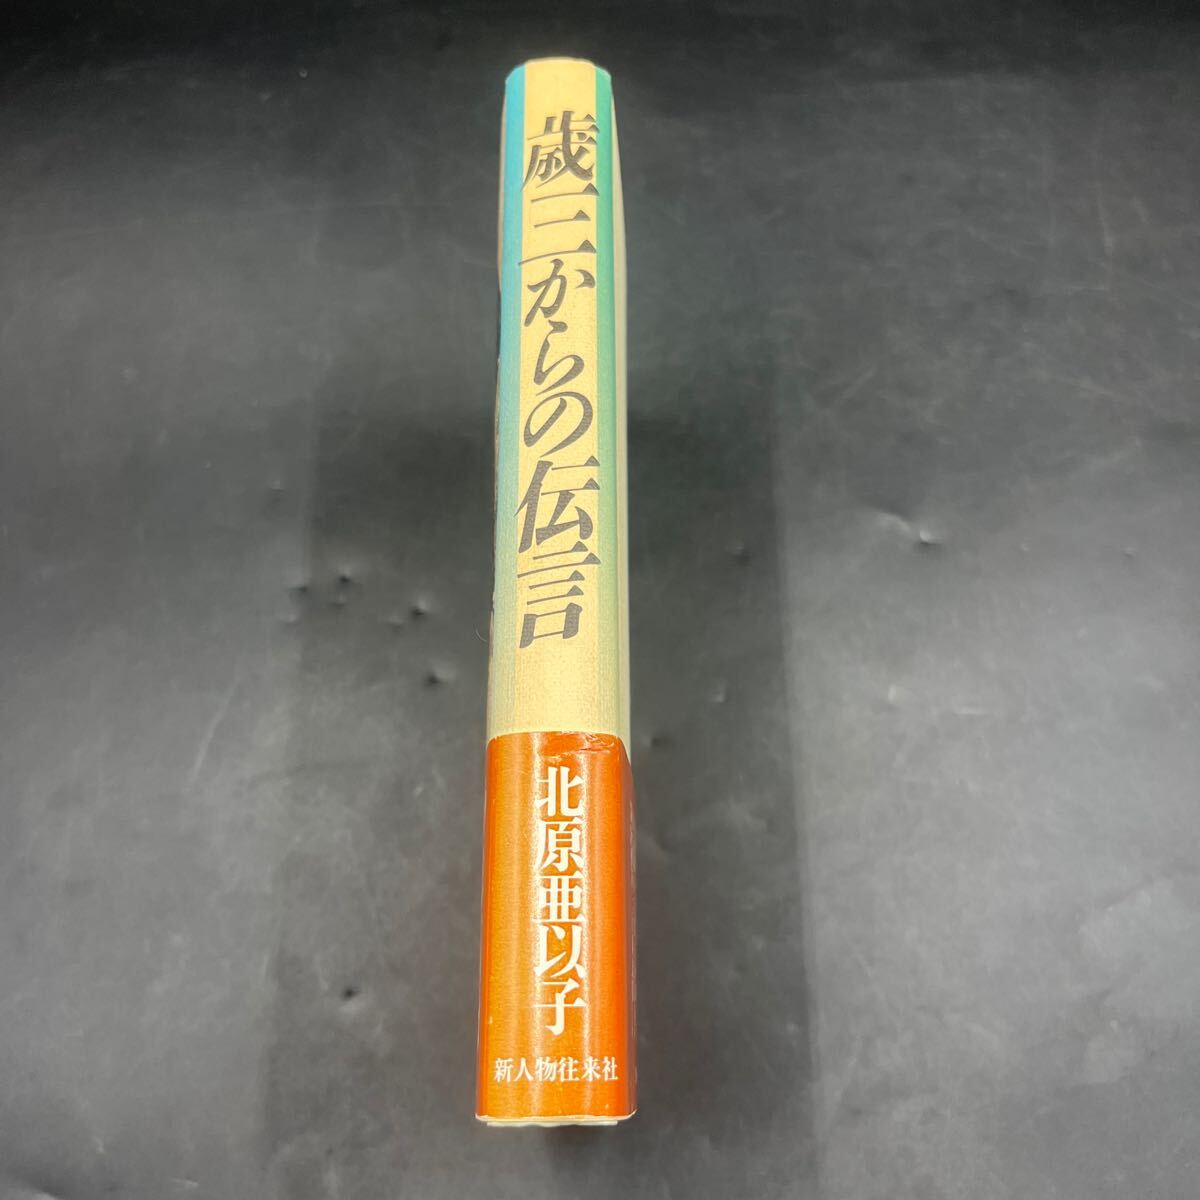 歳三からの伝言
北原亜以子
新人物往来社